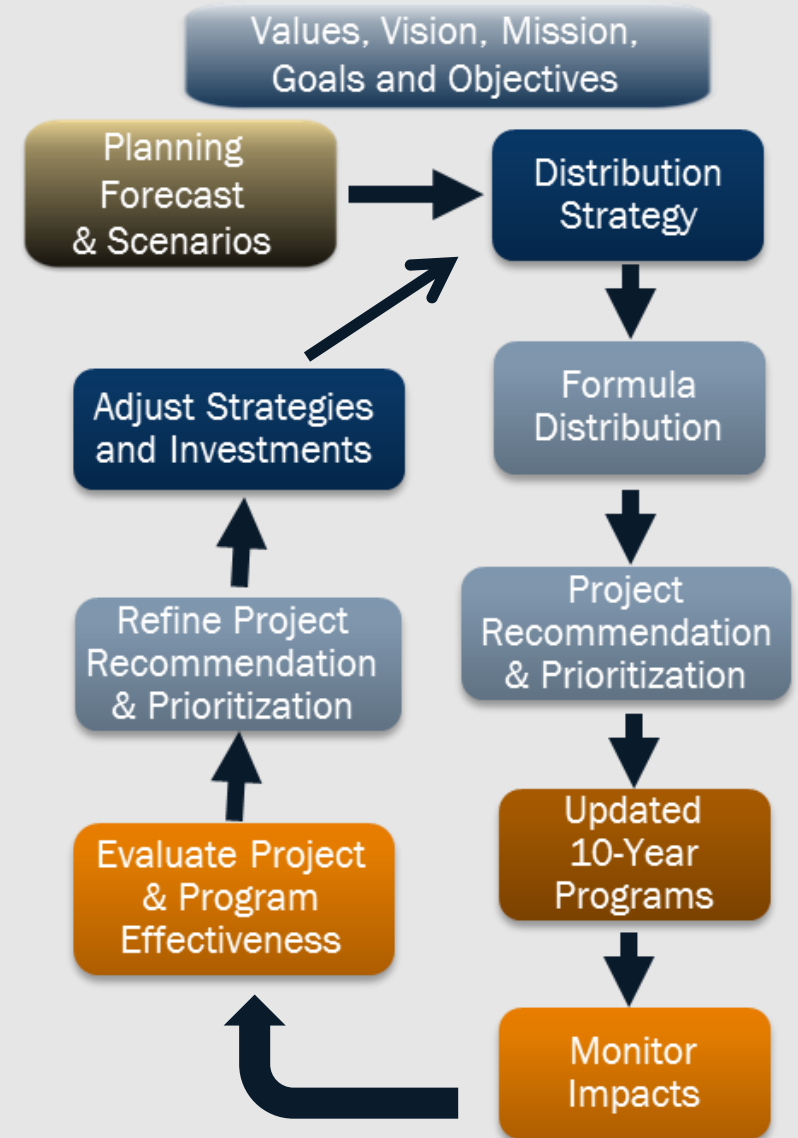 Values, Vision, Mission,
Goals and Objectives
Planning
Forecast
& Scenarios
Distribution
Strategy
Formula
Distribution
Project
Recommendation
& Prioritization
Updated
10-Year
Programs
Monitor
Impacts
Evaluate Project
& Program
Effectiveness
Refine Project
Recommendation
& Prioritization
Adjust Strategies
and Investments